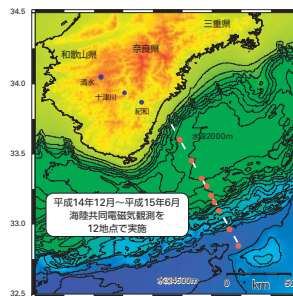 34.5
三重県
和歌山県
奈良県
清水
十津川
紀和
34.0
水深2000m
33.5
平成14年12月～平成15年6月
海陸共同電磁気観測を
12地点で実施
33.0
水深4500m
0
km
32.5